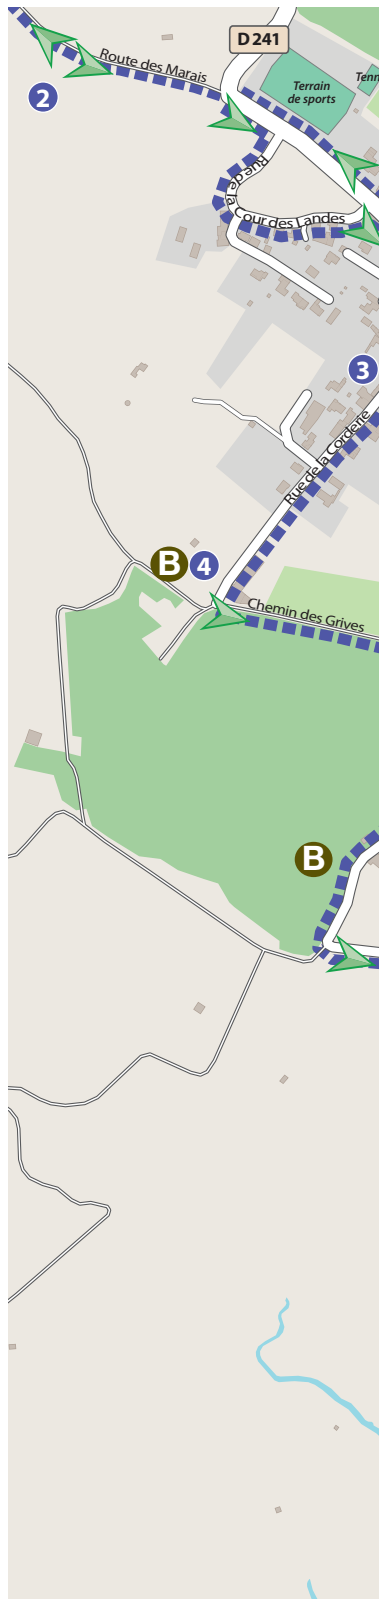 D 241
Route des Marais
2
Terrain
de sports
Tenn
Rue de la Cour des Landes
3
Rue de la Corderie
B
4
Chemin des Grives
B